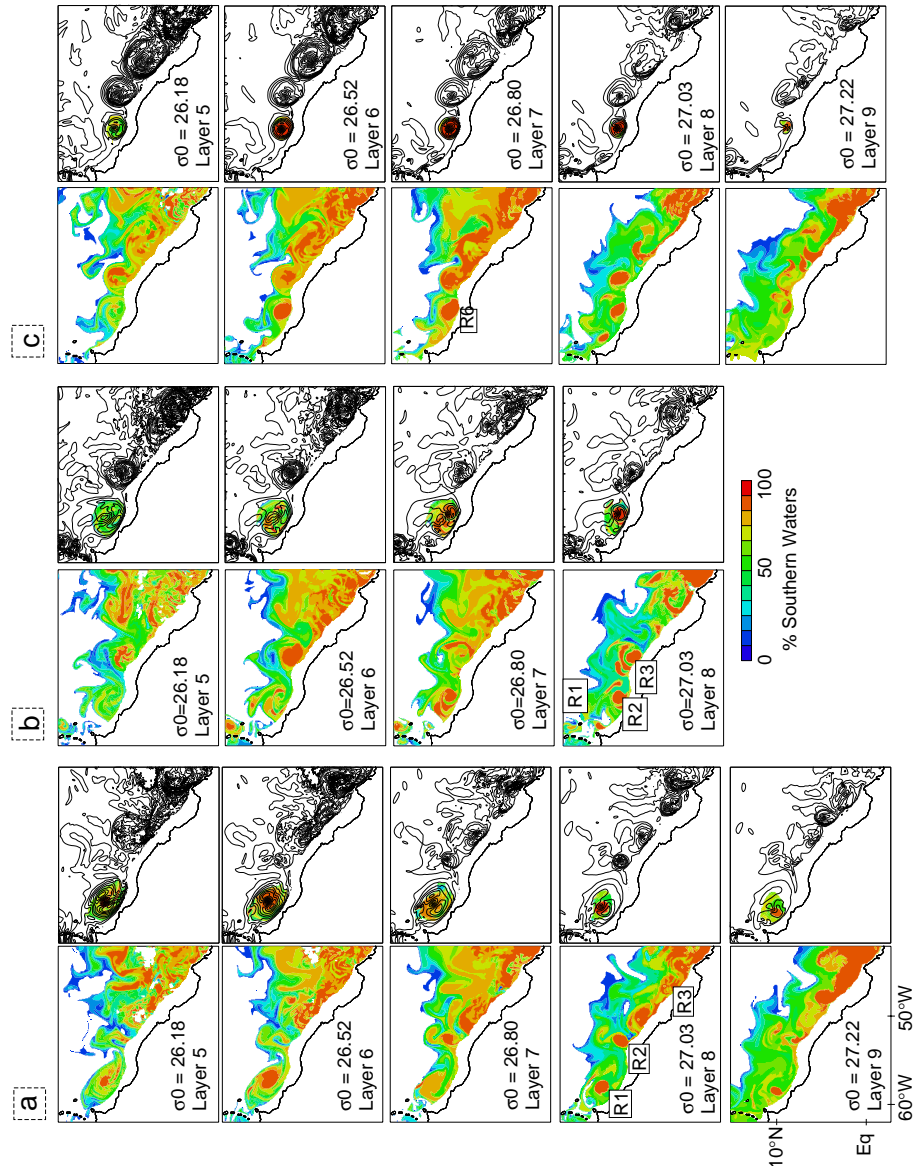 a
σ0 = 26.18
Layer 5
σ0 = 26.52
Layer 6
σ0 = 26.80
Layer 7
R1
R2
R3
σ0 = 27.03
Layer 8
σ0 = 27.22
Layer 9
10°N
Eq
60°W
50°W
b
σ0=26.18
Layer 5
σ0=26.52
Layer 6
σ0=26.80
Layer 7
R1
R2
R3
σ0=27.03
Layer 8
0
50
100
% Southern Waters
c
σ0 = 26.18
Layer 5
σ0 = 26.52
Layer 6
R6
σ0 = 26.80
Layer 7
σ0 = 27.03
Layer 8
σ0 = 27.22
Layer 9